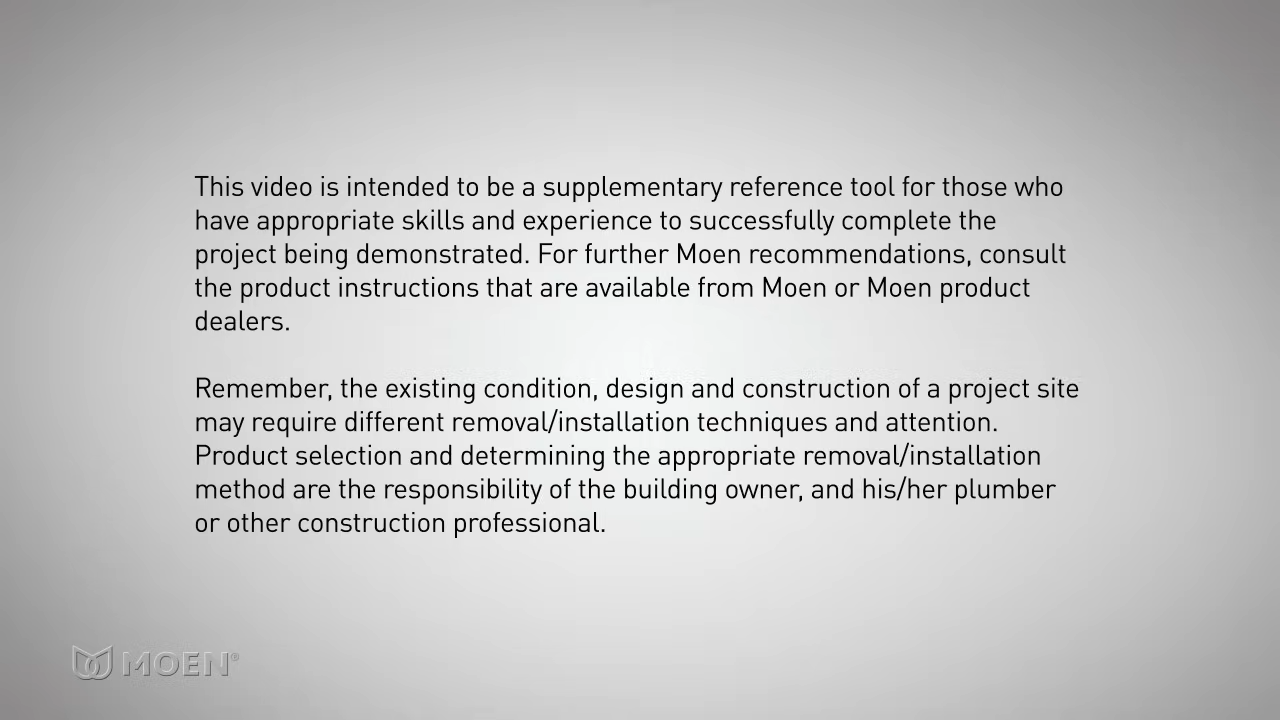 This video is intended to be a supplementary reference tool for those who
have appropriate skills and experience to successfully complete the
project being demonstrated. For further Moen recommendations, consult
the product instructions that are available from Moen or Moen product
dealers.
Remember, the existing condition, design and construction of a project site
may require different removal/installation techniques and attention.
Product selection and determining the appropriate removal/installation
method are the responsibility of the building owner, and his/her plumber
or other construction professional.
MOEN®